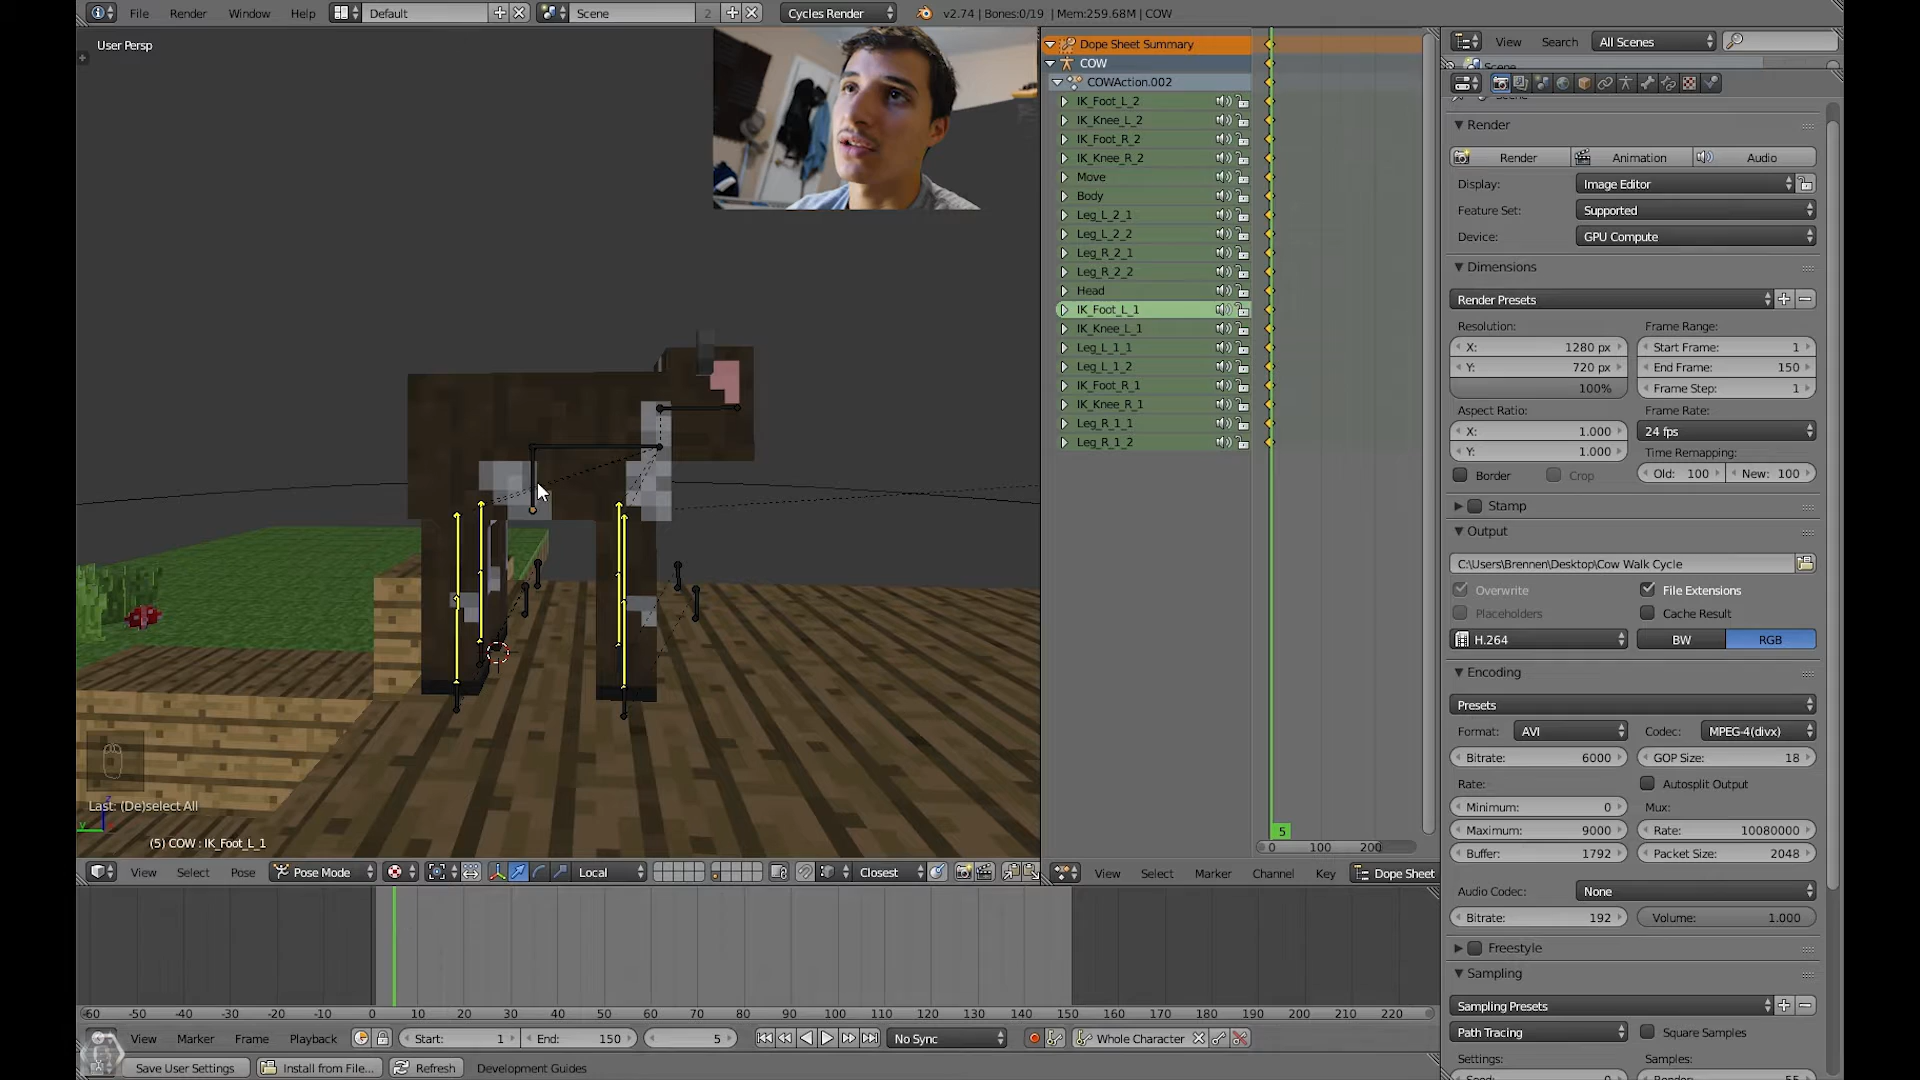 File Render Window Help Default Scene 2 Cycles Render v2.74 | Bones:0/19 | Mem:259.68M | COW
User Persp
Dope Sheet Summary
COW
COWAction.002
IK_Foot_L_2
IK_Knee_L_2
IK_Foot_R_2
IK_Knee_R_2
Move
Body
Leg_L_2_1
Leg_L_2_2
Leg_R_2_1
Leg_R_2_2
Head
IK_Foot_L_1
IK_Knee_L_1
Leg_L_1_1
Leg_L_1_2
IK_Foot_R_1
IK_Knee_R_1
Leg_R_1_1
Leg_R_1_2
5
0 100 200
View Select Marker Channel Key Dope Sheet
View Search All Scenes
Scene
Render
Render Animation Audio
Display: Image Editor
Feature Set: Supported
Device: GPU Compute
Dimensions
Render Presets
Resolution: Frame Range:
X: 1280 px Start Frame: 1
Y: 720 px End Frame: 150
100% Frame Step: 1
Aspect Ratio: Frame Rate:
X: 1.000 24 fps
Y: 1.000 Time Remapping:
Border Crop Old: 100 New: 100
Stamp
Output
C:\Users\Brennen\Desktop\Cow Walk Cycle
Overwrite File Extensions
Placeholders Cache Result
H.264 BW RGB
Encoding
Presets
Format: AVI Codec: MPEG-4(divx)
Bitrate: 6000 GOP Size: 18
Rate: Autosplit Output
Minimum: 0 Mux:
Maximum: 9000 Rate: 10080000
Buffer: 1792 Packet Size: 2048
Audio Codec: None
Bitrate: 192 Volume: 1.000
Freestyle
Sampling
Sampling Presets
Path Tracing Square Samples
Settings: Samples:
Last: (De)select All
(5) COW : IK_Foot_L_1
View Select Pose Pose Mode Local Closest
-60 -50 -40 -30 -20 -10 0 10 20 30 40 50 60 70 80 90 100 110 120 130 140 150 160 170 180 190 200 210 220
View Marker Frame Playback Start: 1 End: 150 5 No Sync Whole Character
Save User Settings Install from File... Refresh Development Guides